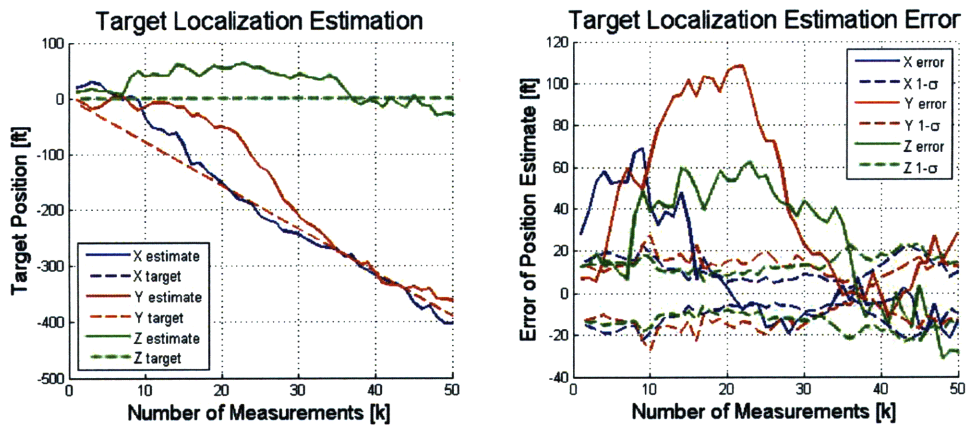 Target Localization Estimation
Target Position [ft]
100
0
-100
-200
-300
-400
-500
X estimate
X target
Y estimate
Y target
Z estimate
Z target
0
10
20
30
40
50
Number of Measurements [k]
Target Localization Estimation Error
Error of Position Estimate [ft]
120
100
80
60
40
20
0
-20
-40
X error
X 1-σ
Y error
Y 1-σ
Z error
Z 1-σ
0
10
20
30
40
50
Number of Measurements [k]